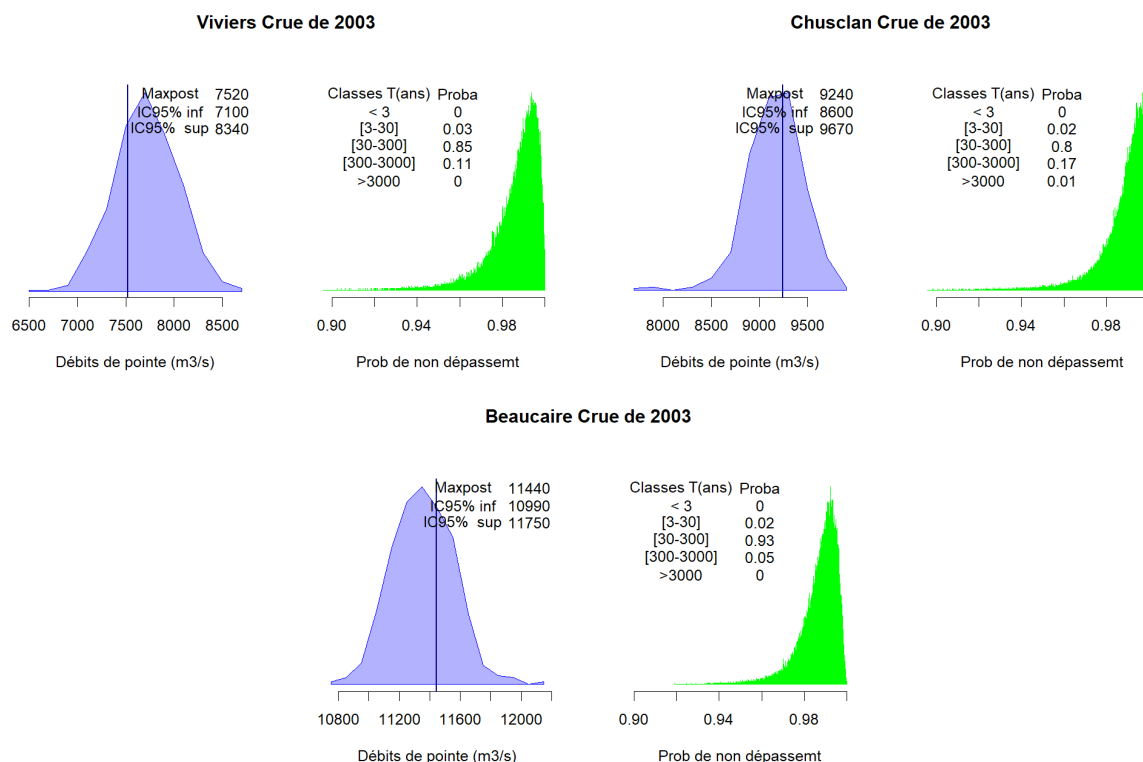 Viviers Crue de 2003
Maxpost 7520
IC95% inf 7100
IC95% sup 8340
6500 7000 7500 8000 8500
Débits de pointe (m3/s)
Classes T(ans) Proba
< 3 0
[3-30] 0.03
[30-300] 0.85
[300-3000] 0.11
>3000 0
0.90 0.94 0.98
Prob de non dépassemt
Chusclan Crue de 2003
Maxpost 9240
IC95% inf 8600
IC95% sup 9670
8000 8500 9000 9500
Débits de pointe (m3/s)
Classes T(ans) Proba
< 3 0
[3-30] 0.02
[30-300] 0.8
[300-3000] 0.17
>3000 0.01
0.90 0.94 0.98
Prob de non dépassemt
Beaucaire Crue de 2003
Maxpost 11440
IC95% inf 10990
IC95% sup 11750
10800 11200 11600 12000
Débits de pointe (m3/s)
Classes T(ans) Proba
< 3 0
[3-30] 0.02
[30-300] 0.93
[300-3000] 0.05
>3000 0
0.90 0.94 0.98
Prob de non dépassemt